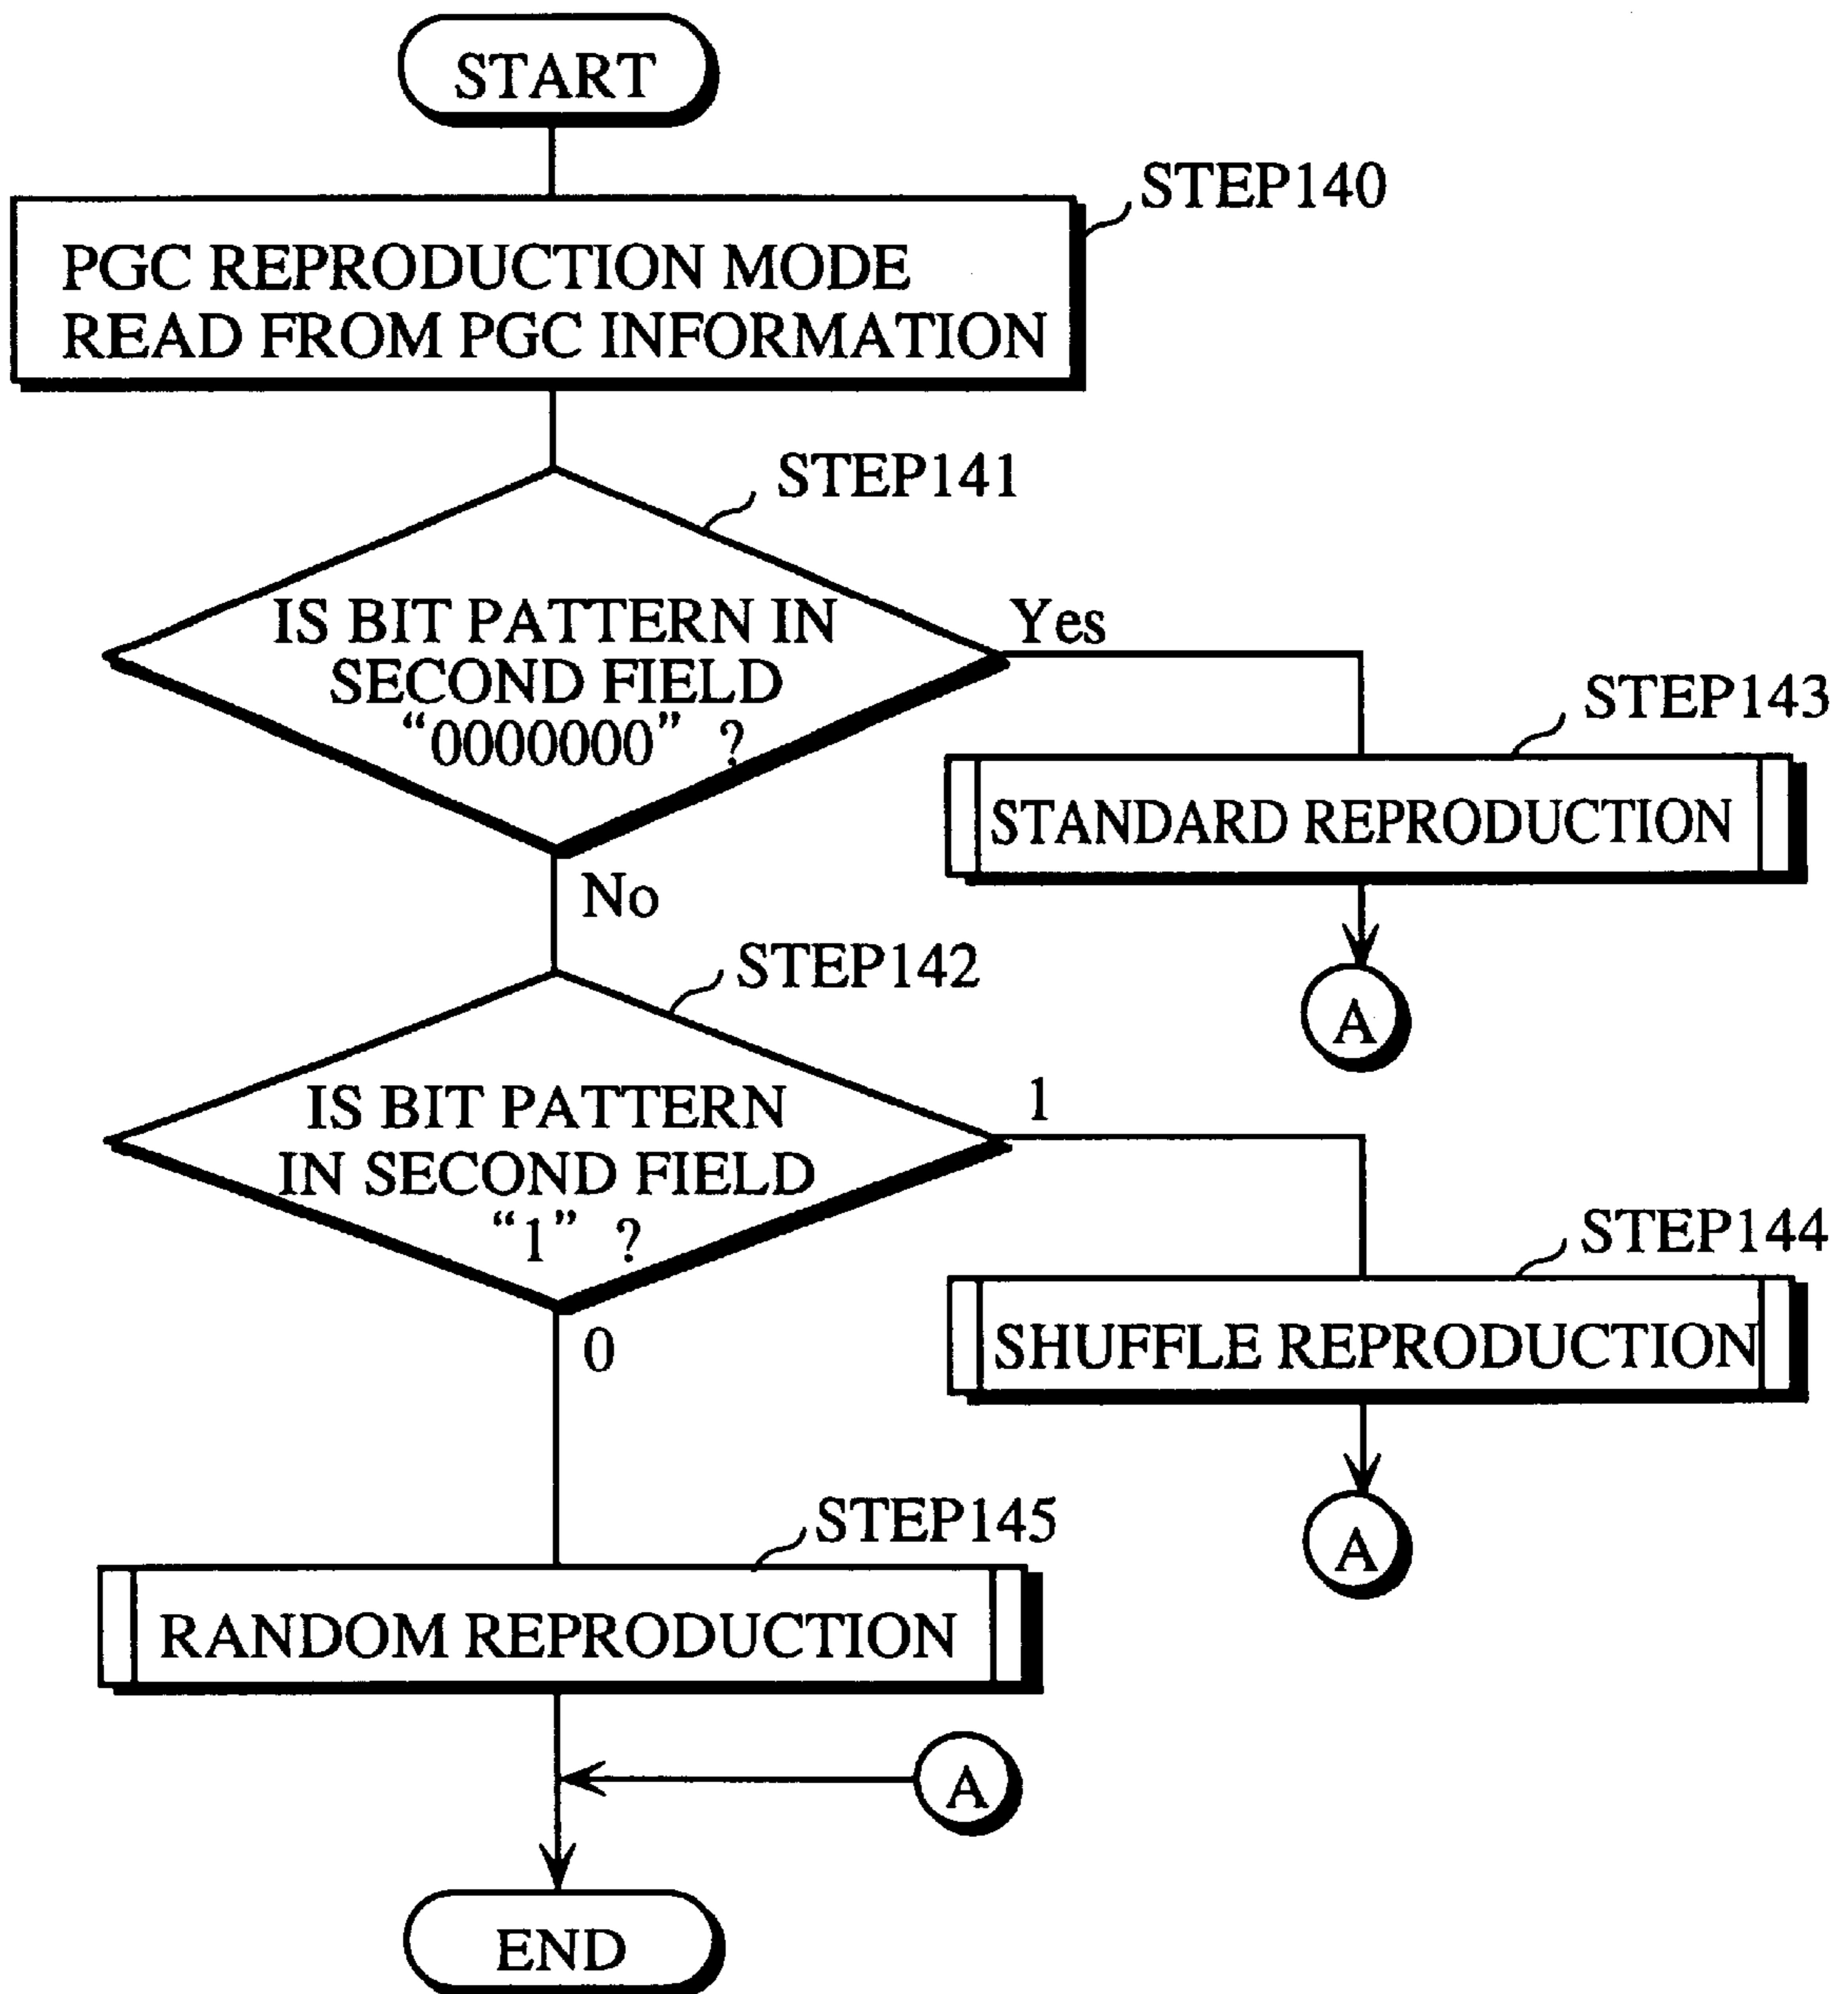 START
STEP140
PGC REPRODUCTION MODE
READ FROM PGC INFORMATION
STEP141
IS BIT PATTERN IN
SECOND FIELD
“0000000” ?
Yes
No
STEP143
STANDARD REPRODUCTION
A
STEP142
IS BIT PATTERN
IN SECOND FIELD
“1” ?
1
0
STEP144
SHUFFLE REPRODUCTION
A
STEP145
RANDOM REPRODUCTION
A
END